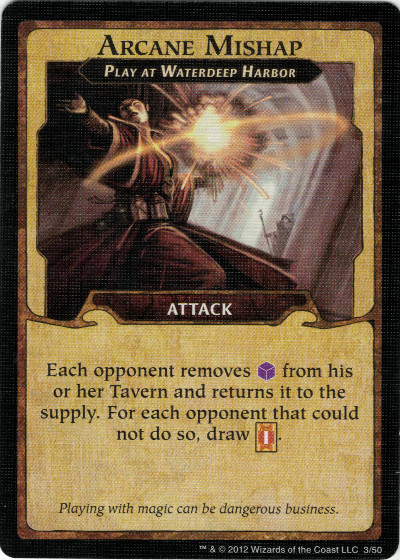 ARCANE MISHAP
PLAY AT WATERDEEP HARBOR
ATTACK
Each opponent removes from his
or her Tavern and returns it to the
supply. For each opponent that could
not do so, draw .
Playing with magic can be dangerous business.
™ & © 2012 Wizards of the Coast LLC 3/50